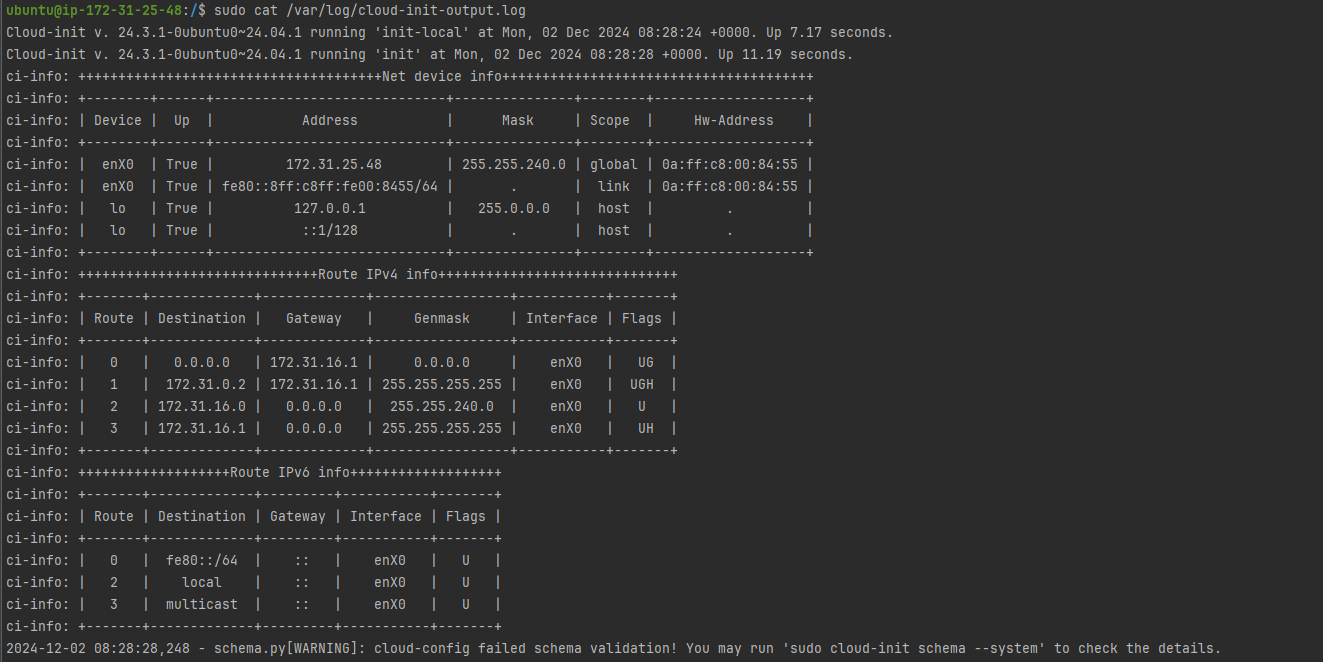 ubuntu@ip-172-31-25-48:/$ sudo cat /var/log/cloud-init-output.log
Cloud-init v. 24.3.1-0ubuntu0~24.04.1 running 'init-local' at Mon, 02 Dec 2024 08:28:24 +0000. Up 7.17 seconds.
Cloud-init v. 24.3.1-0ubuntu0~24.04.1 running 'init' at Mon, 02 Dec 2024 08:28:28 +0000. Up 11.19 seconds.
ci-info: ++++++++++++++++++++++++++++++++++++++Net device info+++++++++++++++++++++++++++++++++++++++
ci-info: +--------+------+-----------------------------+---------------+--------+-------------------+
ci-info: | Device |  Up  |           Address           |      Mask     | Scope  |     Hw-Address    |
ci-info: +--------+------+-----------------------------+---------------+--------+-------------------+
ci-info: |  enX0  | True |         172.31.25.48        | 255.255.240.0 | global | 0a:ff:c8:00:84:55 |
ci-info: |  enX0  | True | fe80::8ff:c8ff:fe00:8455/64 |       .       |  link  | 0a:ff:c8:00:84:55 |
ci-info: |   lo   | True |          127.0.0.1          |   255.0.0.0   |  host  |         .         |
ci-info: |   lo   | True |           ::1/128           |       .       |  host  |         .         |
ci-info: +--------+------+-----------------------------+---------------+--------+-------------------+
ci-info: ++++++++++++++++++++++++++++++Route IPv4 info++++++++++++++++++++++++++++++
ci-info: +-------+-------------+-------------+-----------------+-----------+-------+
ci-info: | Route | Destination |   Gateway   |     Genmask     | Interface | Flags |
ci-info: +-------+-------------+-------------+-----------------+-----------+-------+
ci-info: |   0   |   0.0.0.0   | 172.31.16.1 |     0.0.0.0     |    enX0   |   UG  |
ci-info: |   1   |  172.31.0.2 | 172.31.16.1 | 255.255.255.255 |    enX0   |  UGH  |
ci-info: |   2   | 172.31.16.0 |   0.0.0.0   |  255.255.240.0  |    enX0   |   U   |
ci-info: |   3   | 172.31.16.1 |   0.0.0.0   | 255.255.255.255 |    enX0   |   UH  |
ci-info: +-------+-------------+-------------+-----------------+-----------+-------+
ci-info: +++++++++++++++++++Route IPv6 info+++++++++++++++++++
ci-info: +-------+-------------+---------+-----------+-------+
ci-info: | Route | Destination | Gateway | Interface | Flags |
ci-info: +-------+-------------+---------+-----------+-------+
ci-info: |   0   |  fe80::/64  |    ::   |    enX0   |   U   |
ci-info: |   2   |    local    |    ::   |    enX0   |   U   |
ci-info: |   3   |  multicast  |    ::   |    enX0   |   U   |
ci-info: +-------+-------------+---------+-----------+-------+
2024-12-02 08:28:28,248 - schema.py[WARNING]: cloud-config failed schema validation! You may run 'sudo cloud-init schema --system' to check the details.